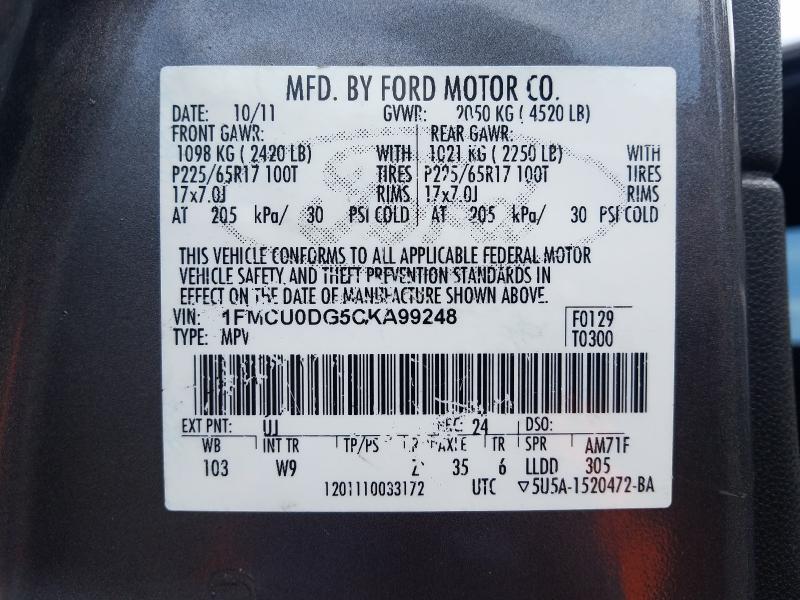 MFD. BY FORD MOTOR CO.
DATE: 10/11 GVWR: 2050 KG ( 4520 LB)
FRONT GAWR: REAR GAWR:
1098 KG ( 2420 LB) WITH 1021 KG ( 2250 LB) WITH
P225/65R17 100T TIRES P225/65R17 100T TIRES
17x7.0J RIMS 17x7.0J RIMS
AT 205 kPa/ 30 PSI COLD AT 205 kPa/ 30 PSI COLD
THIS VEHICLE CONFORMS TO ALL APPLICABLE FEDERAL MOTOR
VEHICLE SAFETY AND THEFT PREVENTION STANDARDS IN
EFFECT ON THE DATE OF MANUFACTURE SHOWN ABOVE.
VIN: 1FMCU0DG5CKA99248 F0129
TYPE: MPV T0300
EXT PNT: UJ RC: 24 DSO:
WB INT TR TP/PS R AXLE TR SPR AM71F
103 W9 2 35 6 LLDD 305
1201110033172 UTC ▽5U5A-1520472-BA